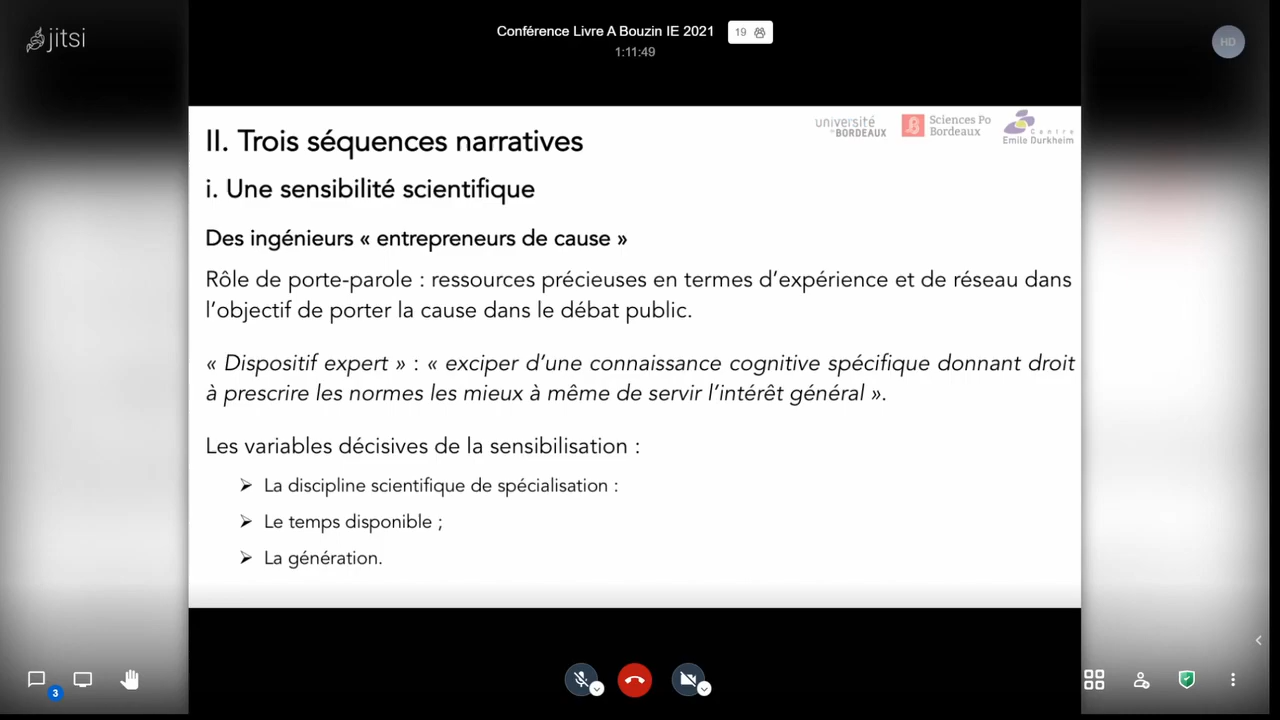 jitsi
Conférence Livre A Bouzin IE 2021
19
1:11:49
HD
II. Trois séquences narratives
université
de BORDEAUX
Sciences Po
Bordeaux
Centre
Emile Durkheim
i. Une sensibilité scientifique
Des ingénieurs « entrepreneurs de cause »
Rôle de porte-parole : ressources précieuses en termes d’expérience et de réseau dans
l’objectif de porter la cause dans le débat public.
« Dispositif expert » : « exciper d’une connaissance cognitive spécifique donnant droit
à prescrire les normes les mieux à même de servir l’intérêt général ».
Les variables décisives de la sensibilisation :
➢ La discipline scientifique de spécialisation :
➢ Le temps disponible ;
➢ La génération.
3